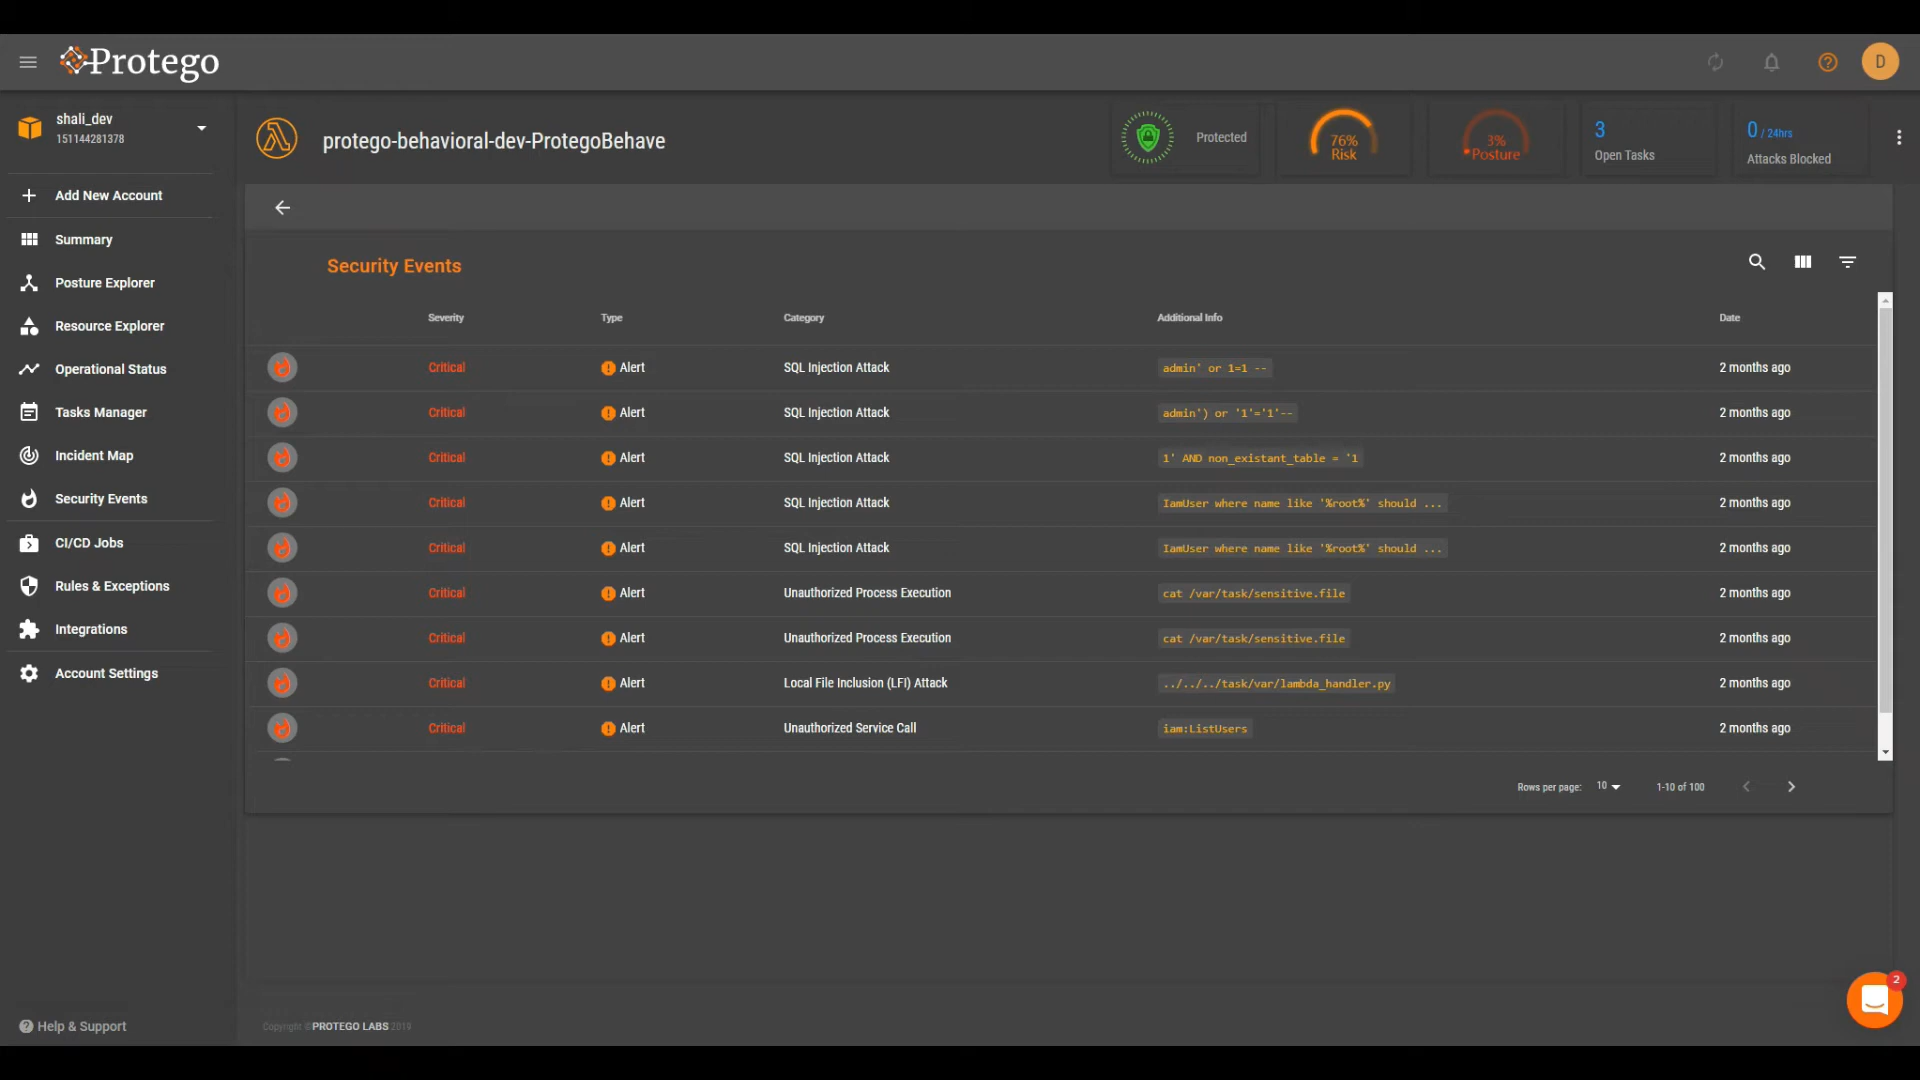 Protego
D
shali_dev
151144281378
protego-behavioral-dev-ProtegoBehave
Protected
76%
Risk
3%
Posture
3
Open Tasks
0 / 24hrs
Attacks Blocked
Add New Account
Summary
Posture Explorer
Resource Explorer
Operational Status
Tasks Manager
Incident Map
Security Events
CI/CD Jobs
Rules & Exceptions
Integrations
Account Settings
Help & Support
Security Events
Severity Type Category Additional Info Date
Critical Alert SQL Injection Attack admin' or 1=1 -- 2 months ago
Critical Alert SQL Injection Attack admin') or '1'='1'-- 2 months ago
Critical Alert SQL Injection Attack 1' AND non_existant_table = '1 2 months ago
Critical Alert SQL Injection Attack IamUser where name like '%root%' should ... 2 months ago
Critical Alert SQL Injection Attack IamUser where name like '%root%' should ... 2 months ago
Critical Alert Unauthorized Process Execution cat /var/task/sensitive.file 2 months ago
Critical Alert Unauthorized Process Execution cat /var/task/sensitive.file 2 months ago
Critical Alert Local File Inclusion (LFI) Attack ../../../task/var/lambda_handler.py 2 months ago
Critical Alert Unauthorized Service Call iam:ListUsers 2 months ago
Rows per page: 10 1-10 of 100
Copyright © PROTEGO LABS 2019
2